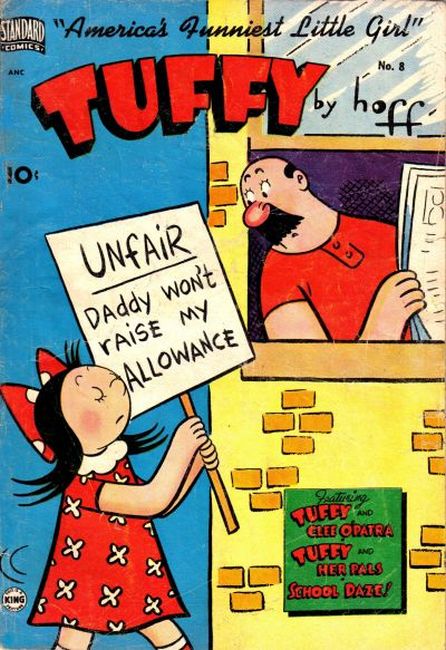 STANDARD
COMICS
"America's Funniest Little Girl"
ANC
No. 8
TUFFY
by hoff
10¢
UNFAIR
DADDY WON'T
RAISE MY
ALLOWANCE
Featuring
TUFFY AND
CLEE O'PATRA
TUFFY AND
HER PALS
SCHOOL DAZE!
KING